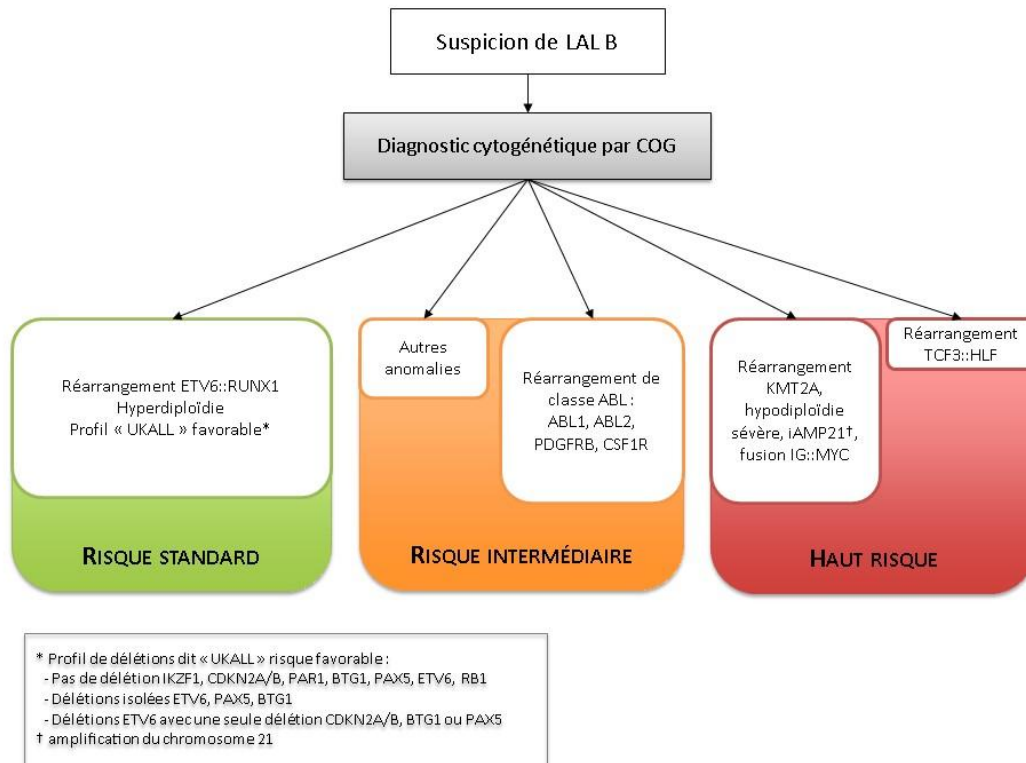 Suspicion de LAL B
Diagnostic cytogénétique par COG
Réarrangement ETV6::RUNX1
Hyperdiploïdie
Profil « UKALL » favorable*
RISQUE STANDARD
Autres
anomalies
Réarrangement de
classe ABL :
ABL1, ABL2,
PDGFRB, CSF1R
RISQUE INTERMÉDIAIRE
Réarrangement
KMT2A,
hypodiploïdie
sévère, iAMP21†,
fusion IG::MYC
Réarrangement
TCF3::HLF
HAUT RISQUE
* Profil de délétions dit « UKALL » risque favorable :
- Pas de délétion IKZF1, CDKN2A/B, PAR1, BTG1, PAX5, ETV6, RB1
- Délétions isolées ETV6, PAX5, BTG1
- Délétions ETV6 avec une seule délétion CDKN2A/B, BTG1 ou PAX5
† amplification du chromosome 21